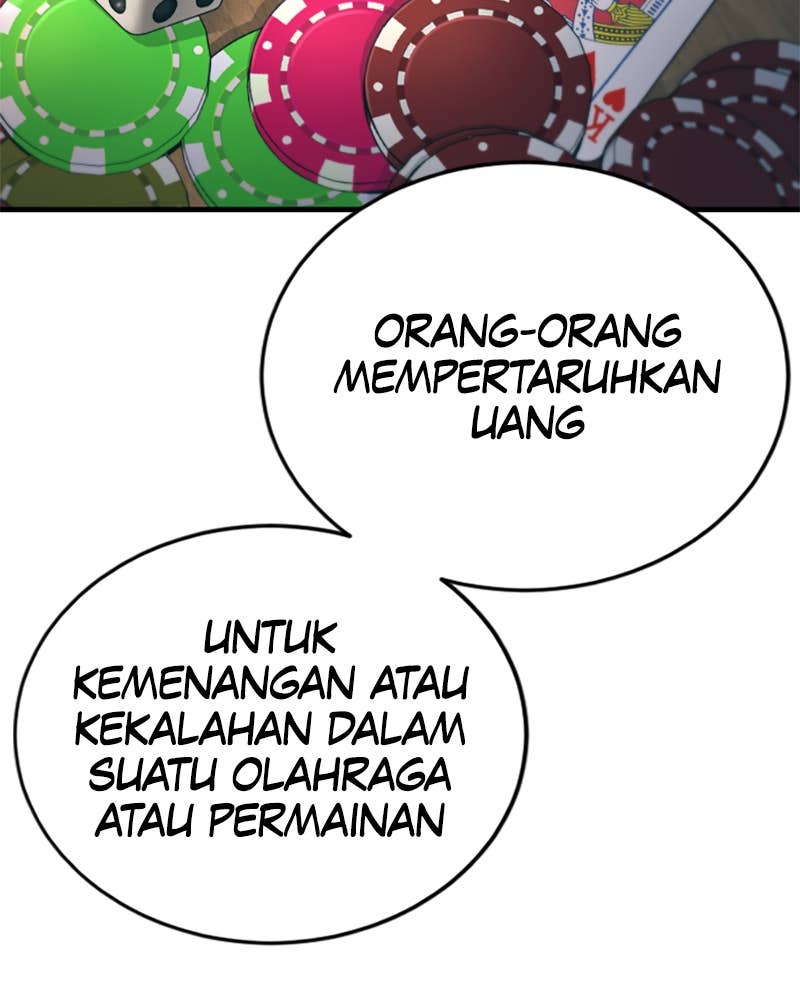 K
ORANG-ORANG
MEMPERTARUHKAN
UANG
UNTUK
KEMENANGAN ATAU
KEKALAHAN DALAM
SUATU OLAHRAGA
ATAU PERMAINAN